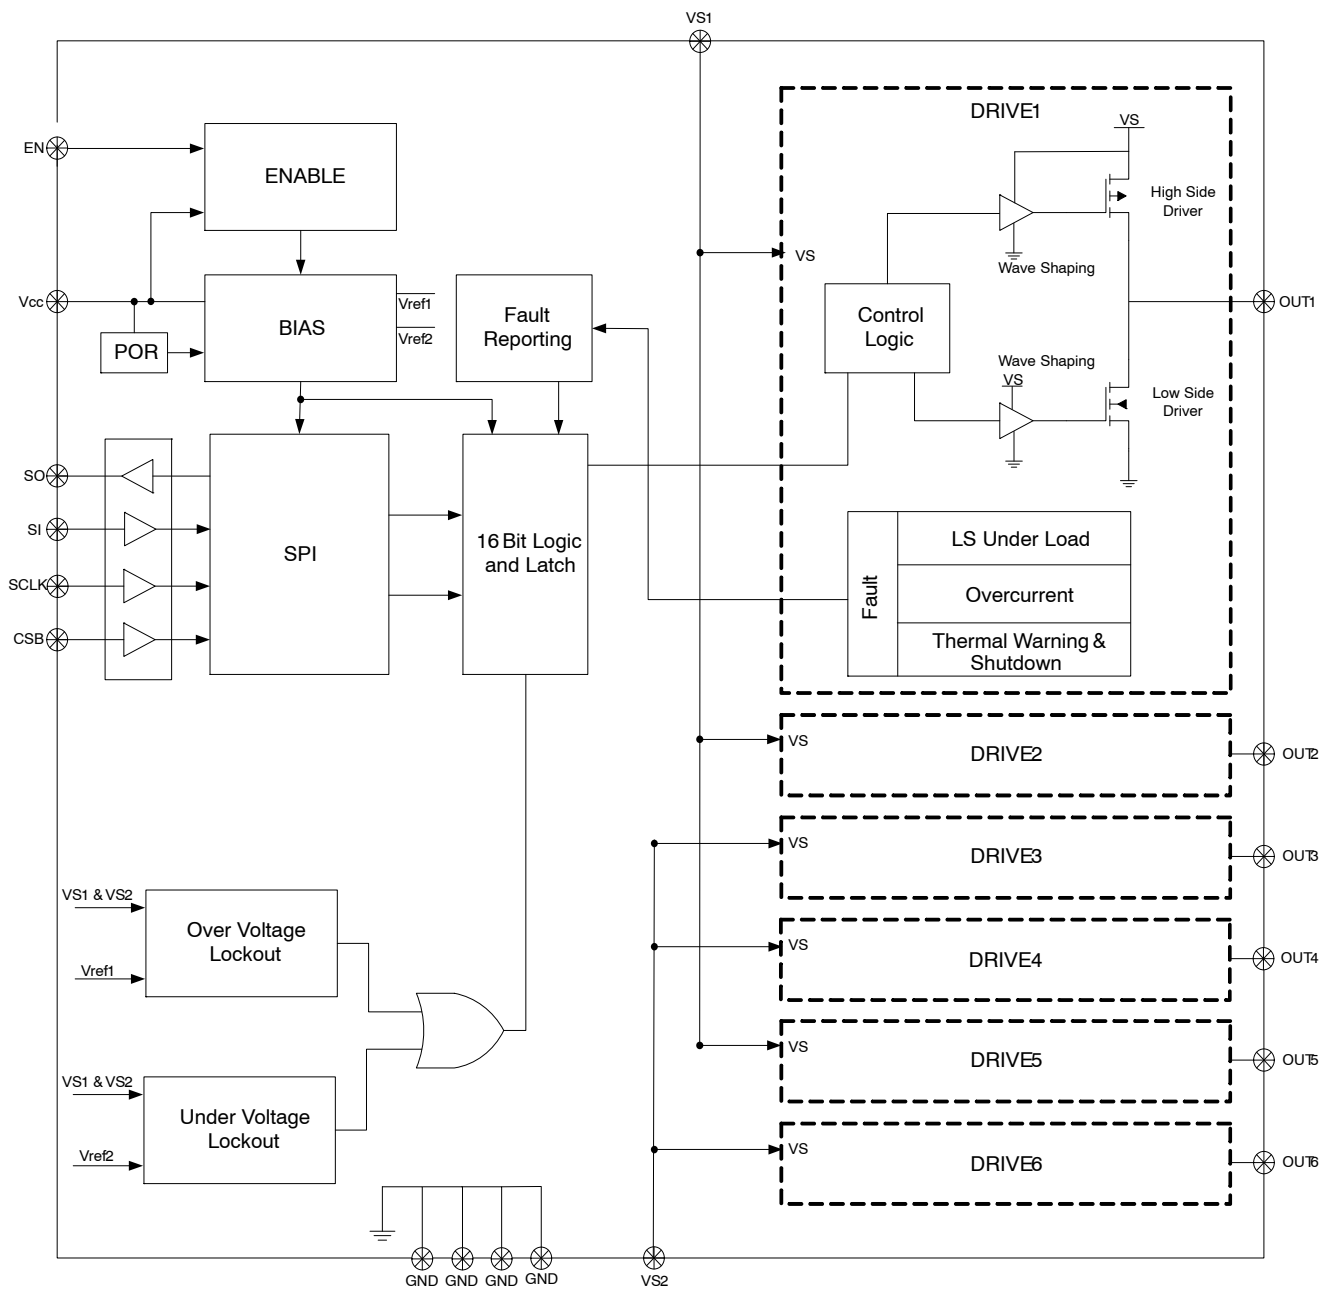 VS1
DRIVE1
VS
EN
ENABLE
High Side
Driver
VS
Wave Shaping
Vcc
BIAS
Vref1
Vref2
POR
Fault
Reporting
Control
Logic
OUT1
Wave Shaping
VS
Low Side
Driver
SO
SI
SCLK
CSB
SPI
16 Bit Logic
and Latch
Fault
LS Under Load
Overcurrent
Thermal Warning &
Shutdown
VS
DRIVE2
OUT2
VS
DRIVE3
OUT3
VS1 & VS2
Over Voltage
Lockout
Vref1
VS
DRIVE4
OUT4
VS
DRIVE5
OUT5
VS1 & VS2
Under Voltage
Lockout
Vref2
VS
DRIVE6
OUT6
GND
GND
GND
GND
VS2